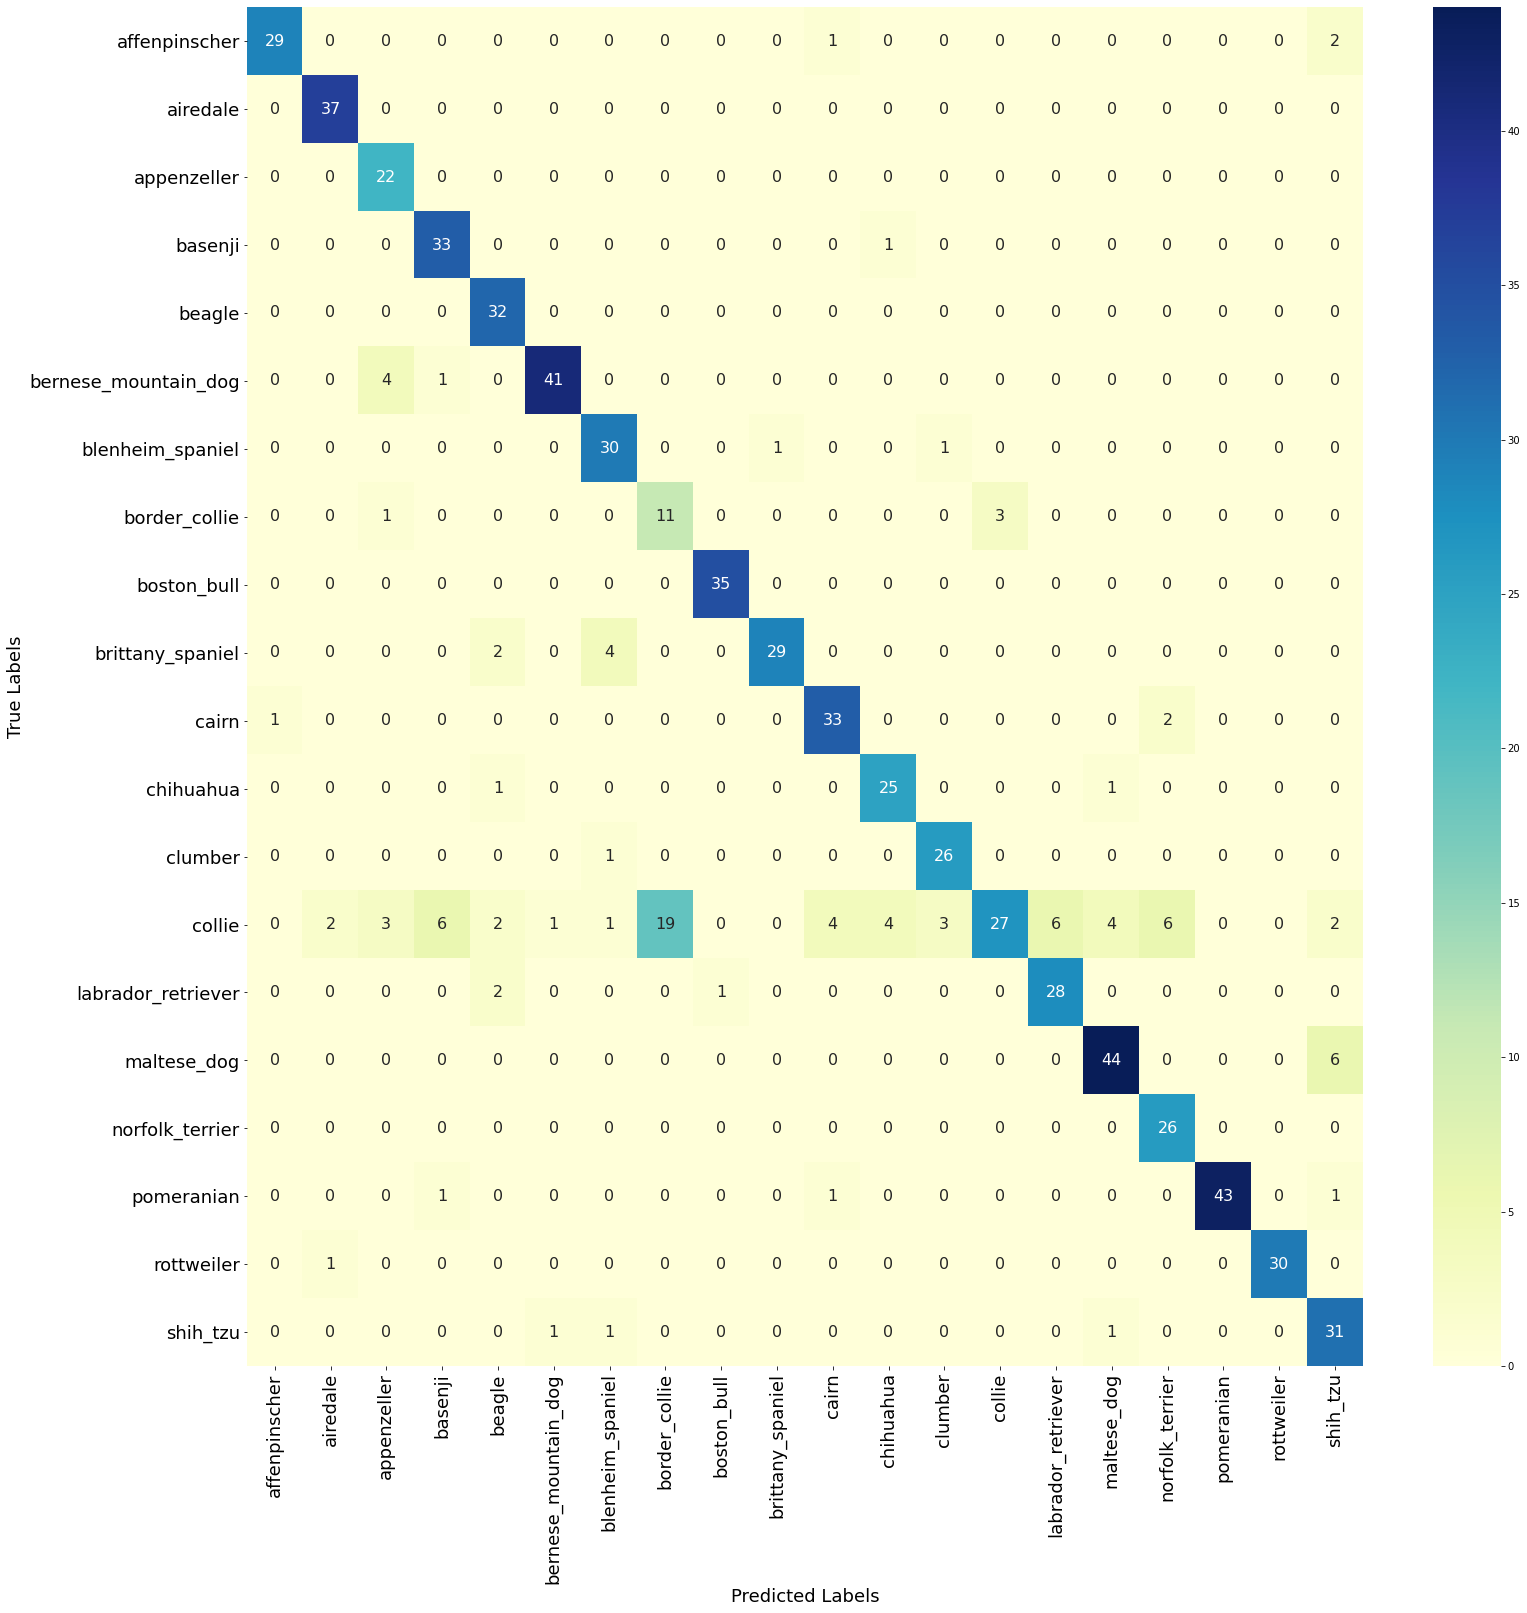 affenpinscher 29 0 0 0 0 0 0 0 0 0 1 0 0 0 0 0 0 0 0 2
airedale 0 37 0 0 0 0 0 0 0 0 0 0 0 0 0 0 0 0 0 0
appenzeller 0 0 22 0 0 0 0 0 0 0 0 0 0 0 0 0 0 0 0 0
basenji 0 0 0 33 0 0 0 0 0 0 0 1 0 0 0 0 0 0 0 0
beagle 0 0 0 0 32 0 0 0 0 0 0 0 0 0 0 0 0 0 0 0
bernese_mountain_dog 0 0 4 1 0 41 0 0 0 0 0 0 0 0 0 0 0 0 0 0
blenheim_spaniel 0 0 0 0 0 0 30 0 0 1 0 0 1 0 0 0 0 0 0 0
border_collie 0 0 1 0 0 0 0 11 0 0 0 0 0 3 0 0 0 0 0 0
boston_bull 0 0 0 0 0 0 0 0 35 0 0 0 0 0 0 0 0 0 0 0
brittany_spaniel 0 0 0 0 2 0 4 0 0 29 0 0 0 0 0 0 0 0 0 0
cairn 1 0 0 0 0 0 0 0 0 0 33 0 0 0 0 0 2 0 0 0
chihuahua 0 0 0 0 1 0 0 0 0 0 0 25 0 0 0 1 0 0 0 0
clumber 0 0 0 0 0 0 1 0 0 0 0 0 26 0 0 0 0 0 0 0
collie 0 2 3 6 2 1 1 19 0 0 4 4 3 27 6 4 6 0 0 2
labrador_retriever 0 0 0 0 2 0 0 0 1 0 0 0 0 0 28 0 0 0 0 0
maltese_dog 0 0 0 0 0 0 0 0 0 0 0 0 0 0 0 44 0 0 0 6
norfolk_terrier 0 0 0 0 0 0 0 0 0 0 0 0 0 0 0 0 26 0 0 0
pomeranian 0 0 0 1 0 0 0 0 0 0 1 0 0 0 0 0 0 43 0 1
rottweiler 0 1 0 0 0 0 0 0 0 0 0 0 0 0 0 0 0 0 30 0
shih_tzu 0 0 0 0 0 1 1 0 0 0 0 0 0 0 0 1 0 0 0 31
True Labels
affenpinscher
airedale
appenzeller
basenji
beagle
bernese_mountain_dog
blenheim_spaniel
border_collie
boston_bull
brittany_spaniel
cairn
chihuahua
clumber
collie
labrador_retriever
maltese_dog
norfolk_terrier
pomeranian
rottweiler
shih_tzu
Predicted Labels
40
35
30
25
20
15
10
5
0